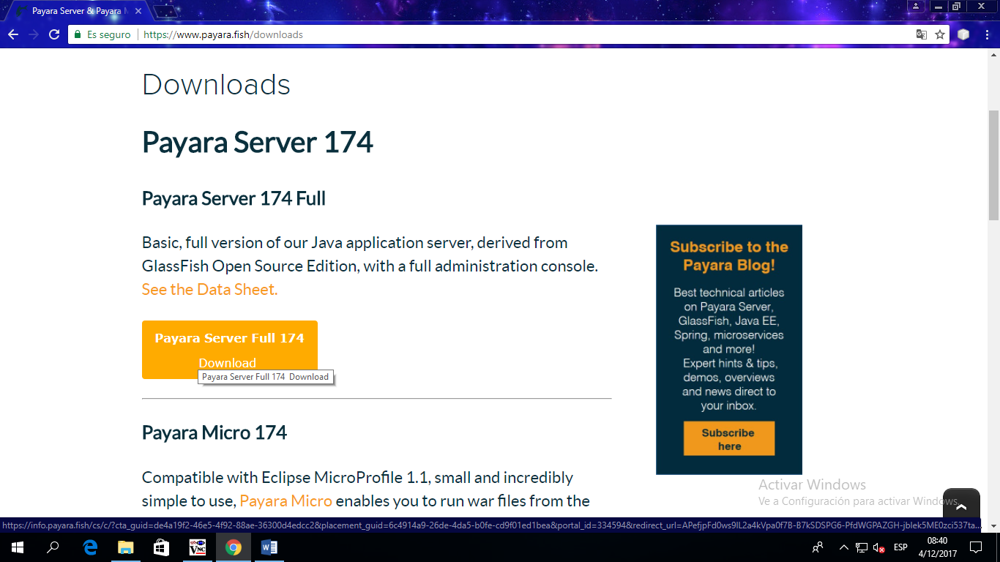 Payara Server & Payara M
Es seguro
https://www.payara.fish/downloads
Downloads
Payara Server 174
Payara Server 174 Full
Basic, full version of our Java application server, derived from
GlassFish Open Source Edition, with a full administration console.
See the Data Sheet.
Payara Server Full 174
Download
Payara Server Full 174 Download
Payara Micro 174
Compatible with Eclipse MicroProfile 1.1, small and incredibly
simple to use, Payara Micro enables you to run war files from the
Subscribe to the
Payara Blog!
Best technical articles
on Payara Server,
GlassFish, Java EE,
Spring, microservices
and more!
Expert hints & tips,
demos, overviews
and news direct to
your inbox.
Subscribe
here
Activar Windows
Ve a Configuración para activar Windows.
https://info.payara.fish/cs/c/?cta_guid=de4a19f2-46e5-4f92-88ae-36300d4edcc2&placement_guid=6c4914a9-26de-4da5-b0fe-cd9f01ed1bea&portal_id=334594&redirect_url=APefjpFd0ws9IL2a4kVpa0f7B-B7kSDSPG6-PfdWGPAZGH-jblek5ME0zci537ta...
VNC
ESP
08:40
4/12/2017